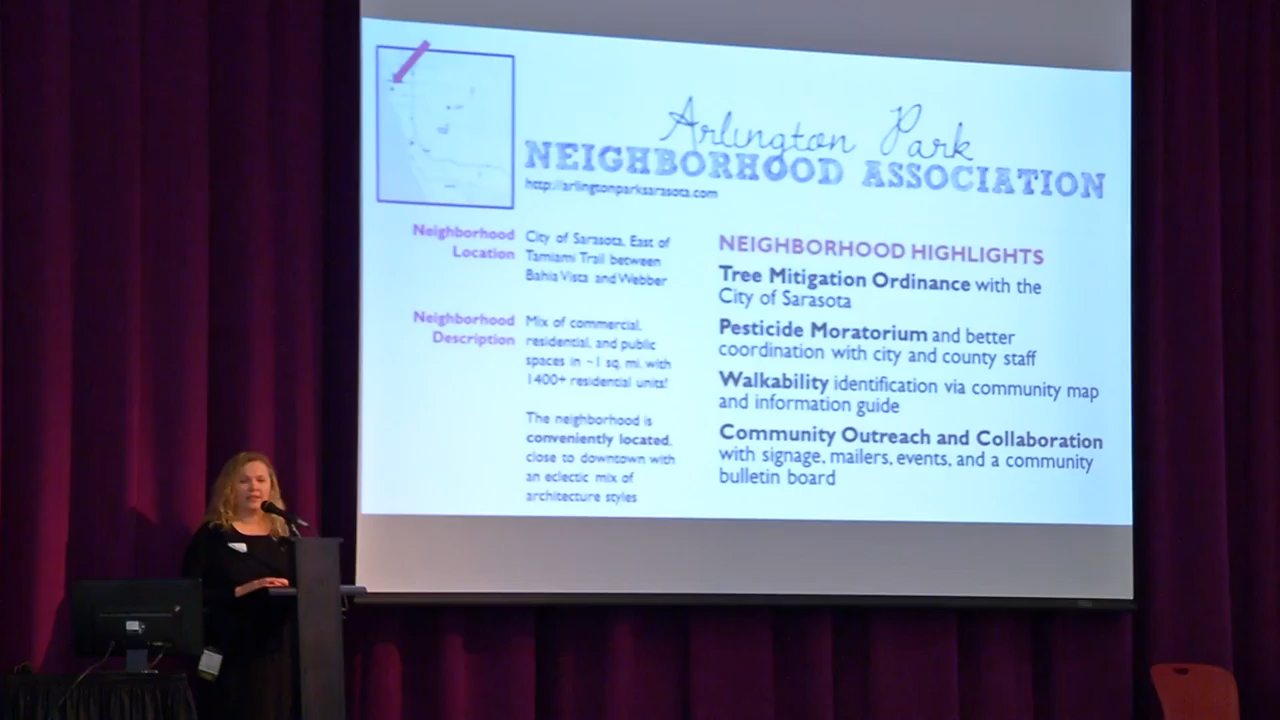 Arlington Park
NEIGHBORHOOD ASSOCIATION
http://arlingtonparksarasota.com
Neighborhood
Location
City of Sarasota, East of
Tamiami Trail between
Bahia Vista and Webber
Neighborhood
Description
Mix of commercial,
residential, and public
spaces in ~1 sq. mi. with
1400+ residential units!
The neighborhood is
conveniently located,
close to downtown with
an eclectic mix of
architecture styles
NEIGHBORHOOD HIGHLIGHTS
Tree Mitigation Ordinance with the
City of Sarasota
Pesticide Moratorium and better
coordination with city and county staff
Walkability identification via community map
and information guide
Community Outreach and Collaboration
with signage, mailers, events, and a community
bulletin board